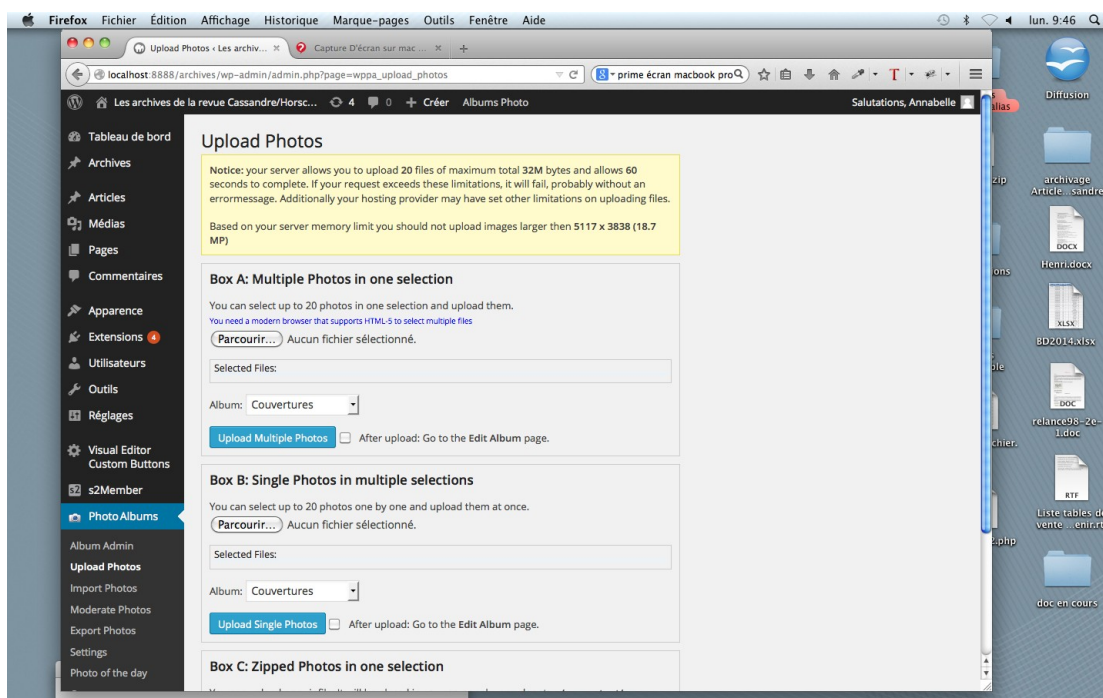 Firefox Fichier Édition Affichage Historique Marque-pages Outils Fenêtre Aide
lun. 9:46
Upload Photos ‹ Les archiv...
Capture D'écran sur mac ...
localhost:8888/archives/wp-admin/admin.php?page=wppa_upload_photos
prime écran macbook pro
Les archives de la revue Cassandre/Horsc... 4 0 + Créer Albums Photo
Salutations, Annabelle
Tableau de bord
Archives
Articles
Médias
Pages
Commentaires
Apparence
Extensions 4
Utilisateurs
Outils
Réglages
Visual Editor
Custom Buttons
s2Member
Photo Albums
Album Admin
Upload Photos
Import Photos
Moderate Photos
Export Photos
Settings
Photo of the day
Upload Photos
Notice: your server allows you to upload 20 files of maximum total 32M bytes and allows 60
seconds to complete. If your request exceeds these limitations, it will fail, probably without an
errormessage. Additionally your hosting provider may have set other limitations on uploading files.
Based on your server memory limit you should not upload images larger then 5117 x 3838 (18.7
MP)
Box A: Multiple Photos in one selection
You can select up to 20 photos in one selection and upload them.
You need a modern browser that supports HTML-5 to select multiple files
Parcourir... Aucun fichier sélectionné.
Selected Files:
Album: Couvertures
Upload Multiple Photos After upload: Go to the Edit Album page.
Box B: Single Photos in multiple selections
You can select up to 20 photos one by one and upload them at once.
Parcourir... Aucun fichier sélectionné.
Selected Files:
Album: Couvertures
Upload Single Photos After upload: Go to the Edit Album page.
Box C: Zipped Photos in one selection
Diffusion
alias
zip
archivage
Article...sandre
DOCX
Henri.docx
ons
XLSX
BD2014.xlsx
DOC
relance98-2e-
1.doc
chier.
RTF
Liste tables de
vente ...enir.rt
.php
doc en cours